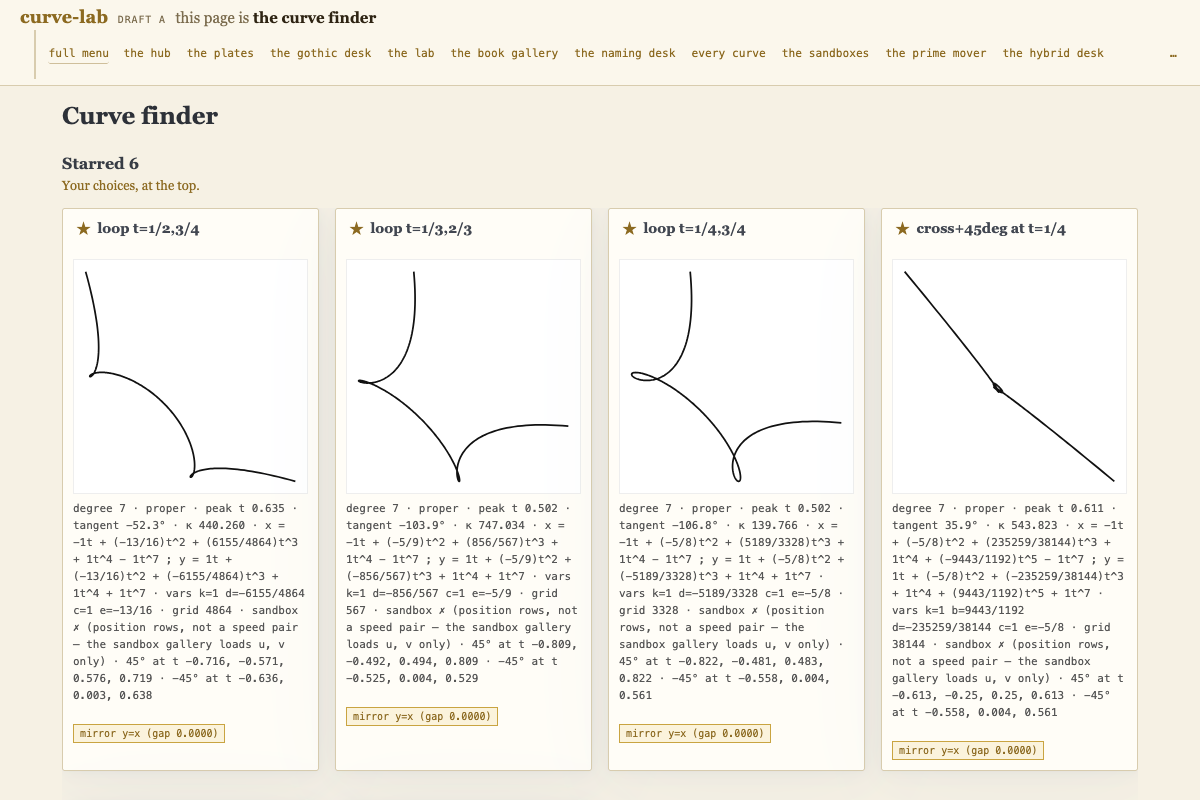 curve-lab DRAFT A this page is the curve finder
full menu the hub the plates the gothic desk the lab the book gallery the naming desk every curve the sandboxes the prime mover the hybrid desk …
Curve finder
Starred 6
Your choices, at the top.
★ loop t=1/2,3/4
degree 7 · proper · peak t 0.635 ·
tangent −52.3° · κ 440.260 · x =
−1t + (−13/16)t^2 + (6155/4864)t^3
+ 1t^4 − 1t^7 ; y = 1t +
(−13/16)t^2 + (−6155/4864)t^3 +
1t^4 + 1t^7 · vars k=1 d=−6155/4864
c=1 e=−13/16 · grid 4864 · sandbox
✗ (position rows, not a speed pair
— the sandbox gallery loads u, v
only) · 45° at t −0.716, −0.571,
0.576, 0.719 · −45° at t −0.636,
0.003, 0.638
mirror y=x (gap 0.0000)
★ loop t=1/3,2/3
degree 7 · proper · peak t 0.502 ·
tangent −103.9° · κ 747.034 · x =
−1t + (−5/9)t^2 + (856/567)t^3 +
1t^4 − 1t^7 ; y = 1t + (−5/9)t^2 +
(−856/567)t^3 + 1t^4 + 1t^7 · vars
k=1 d=−856/567 c=1 e=−5/9 · grid
567 · sandbox ✗ (position rows, not
a speed pair — the sandbox gallery
loads u, v only) · 45° at t −0.809,
−0.492, 0.494, 0.809 · −45° at t
−0.525, 0.004, 0.529
mirror y=x (gap 0.0000)
★ loop t=1/4,3/4
degree 7 · proper · peak t 0.502 ·
tangent −106.8° · κ 139.766 · x =
−1t + (−5/8)t^2 + (5189/3328)t^3 +
1t^4 − 1t^7 ; y = 1t + (−5/8)t^2 +
(−5189/3328)t^3 + 1t^4 + 1t^7 ·
vars k=1 d=−5189/3328 c=1 e=−5/8 ·
grid 3328 · sandbox ✗ (position
rows, not a speed pair — the
sandbox gallery loads u, v only) ·
45° at t −0.822, −0.481, 0.483,
0.822 · −45° at t −0.558, 0.004,
0.561
mirror y=x (gap 0.0000)
★ cross+45deg at t=1/4
degree 7 · proper · peak t 0.611 ·
tangent 35.9° · κ 543.823 · x = −1t
+ (−5/8)t^2 + (235259/38144)t^3 +
1t^4 + (−9443/1192)t^5 − 1t^7 ; y =
1t + (−5/8)t^2 + (−235259/38144)t^3
+ 1t^4 + (9443/1192)t^5 + 1t^7 ·
vars k=1 b=9443/1192
d=−235259/38144 c=1 e=−5/8 · grid
38144 · sandbox ✗ (position rows,
not a speed pair — the sandbox
gallery loads u, v only) · 45° at t
−0.613, −0.25, 0.25, 0.613 · −45°
at t −0.558, 0.004, 0.561
mirror y=x (gap 0.0000)